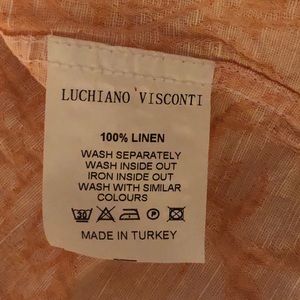 LUCHIANO VISCONTI
100% LINEN
WASH SEPARATELY
WASH INSIDE OUT
IRON INSIDE OUT
WASH WITH SIMILAR
COLOURS
30 P
MADE IN TURKEY